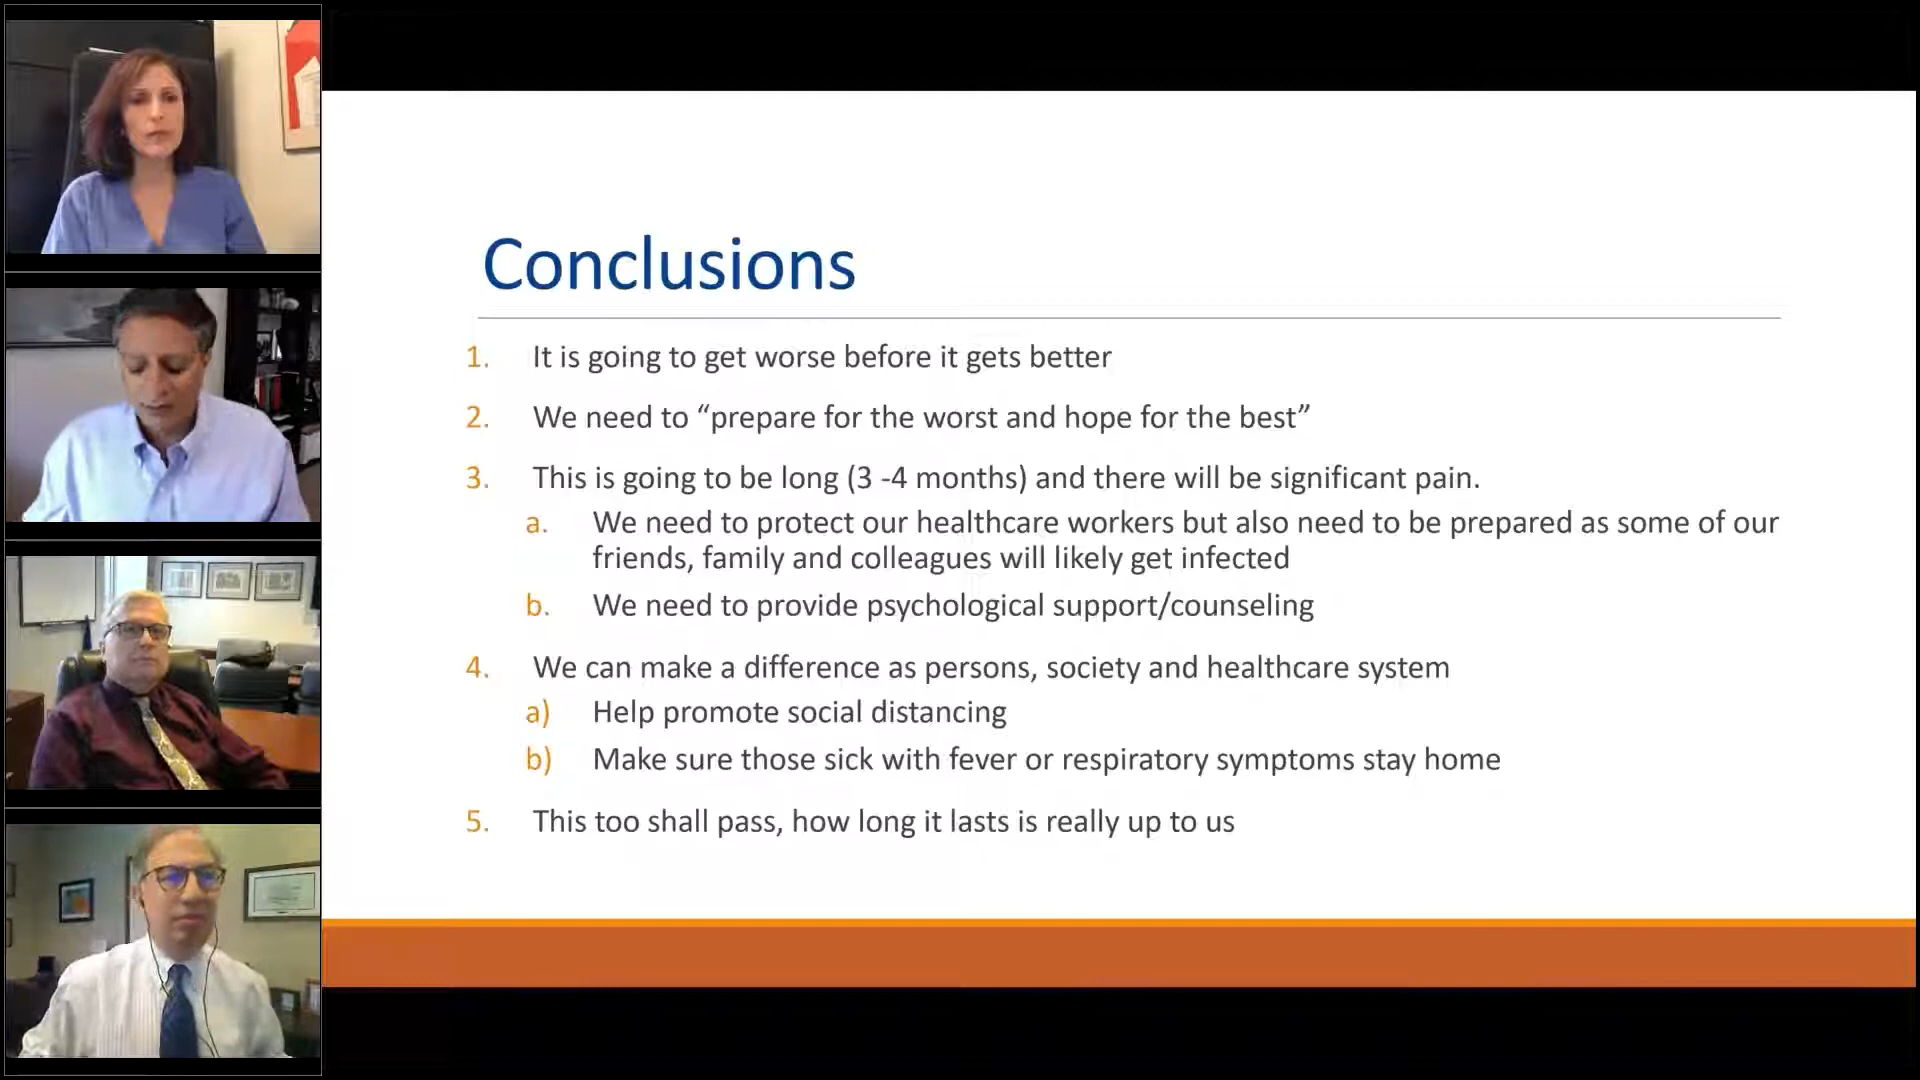 Conclusions
1. It is going to get worse before it gets better
2. We need to “prepare for the worst and hope for the best”
3. This is going to be long (3 -4 months) and there will be significant pain.
a. We need to protect our healthcare workers but also need to be prepared as some of our
friends, family and colleagues will likely get infected
b. We need to provide psychological support/counseling
4. We can make a difference as persons, society and healthcare system
a) Help promote social distancing
b) Make sure those sick with fever or respiratory symptoms stay home
5. This too shall pass, how long it lasts is really up to us